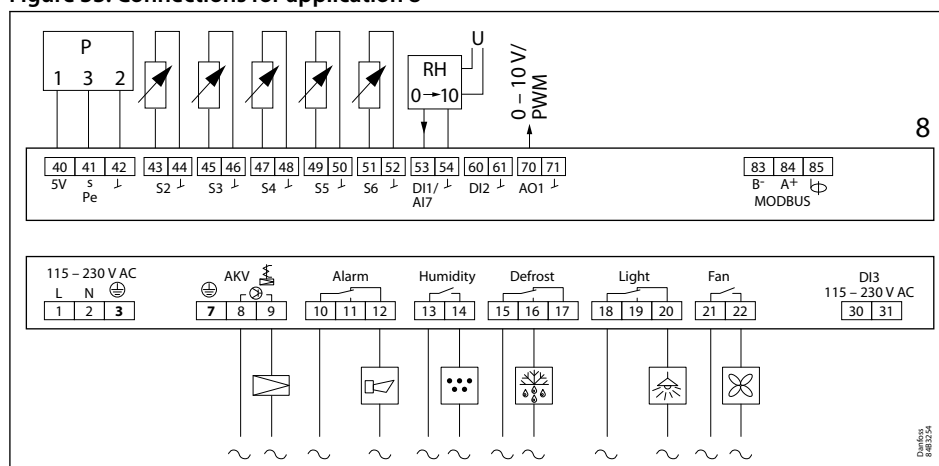 Figure 35. Connections for application 8
P
1 3 2
U
RH
0→10
0 – 10 V/
PWM
8
40 41 42 43 44 45 46 47 48 49 50 51 52 53 54 60 61 70 71 83 84 85
5V s S2 S3 S4 S5 S6 DI1/ DI2 AO1 B- A+
Pe AI7 MODBUS
115 – 230 V AC AKV Alarm Humidity Defrost Light Fan DI3
L N 115 – 230 V AC
1 2 3 7 8 9 10 11 12 13 14 15 16 17 18 19 20 21 22 30 31
Danfoss
84B3254